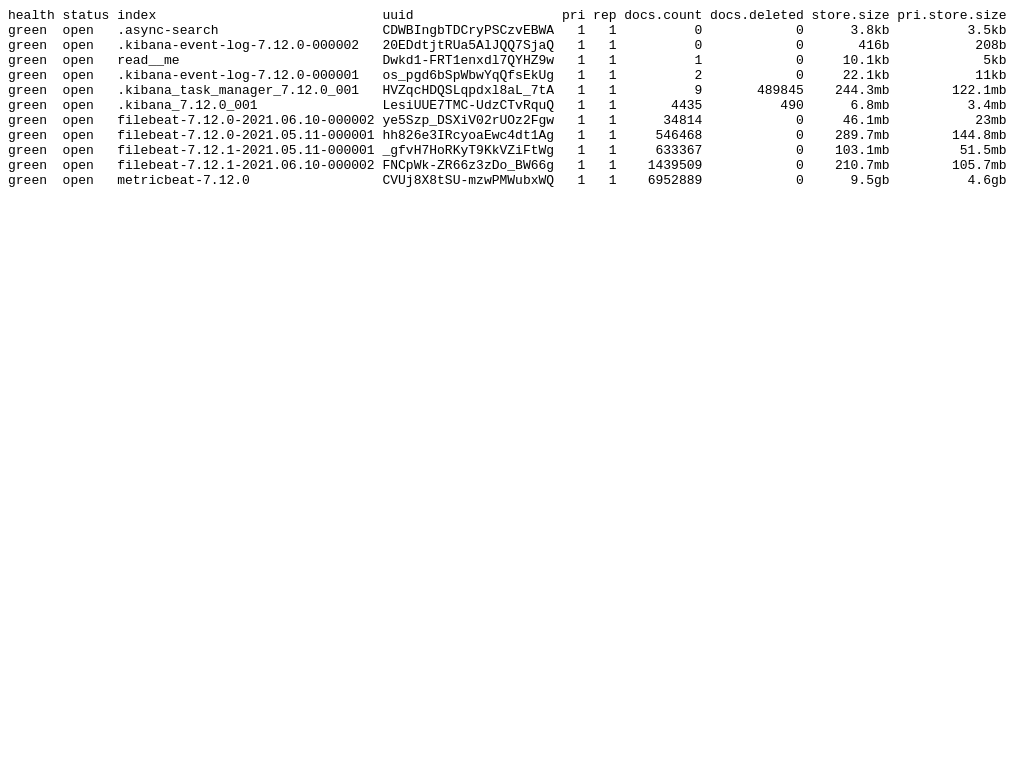 health status index                             uuid                   pri rep docs.count docs.deleted store.size pri.store.size
green  open   .async-search                     CDWBIngbTDCryPSCzvEBWA   1   1          0            0      3.8kb          3.5kb
green  open   .kibana-event-log-7.12.0-000002   20EDdtjtRUa5AlJQQ7SjaQ   1   1          0            0       416b           208b
green  open   read__me                          Dwkd1-FRT1enxdl7QYHZ9w   1   1          1            0     10.1kb            5kb
green  open   .kibana-event-log-7.12.0-000001   os_pgd6bSpWbwYqQfsEkUg   1   1          2            0     22.1kb           11kb
green  open   .kibana_task_manager_7.12.0_001   HVZqcHDQSLqpdxl8aL_7tA   1   1          9       489845    244.3mb        122.1mb
green  open   .kibana_7.12.0_001                LesiUUE7TMC-UdzCTvRquQ   1   1       4435          490      6.8mb          3.4mb
green  open   filebeat-7.12.0-2021.06.10-000002 ye5Szp_DSXiV02rUOz2Fgw   1   1      34814            0     46.1mb           23mb
green  open   filebeat-7.12.0-2021.05.11-000001 hh826e3IRcyoaEwc4dt1Ag   1   1     546468            0    289.7mb        144.8mb
green  open   filebeat-7.12.1-2021.05.11-000001 _gfvH7HoRKyT9KkVZiFtWg   1   1     633367            0    103.1mb         51.5mb
green  open   filebeat-7.12.1-2021.06.10-000002 FNCpWk-ZR66z3zDo_BW66g   1   1    1439509            0    210.7mb        105.7mb
green  open   metricbeat-7.12.0                 CVUj8X8tSU-mzwPMWubxWQ   1   1    6952889            0      9.5gb          4.6gb